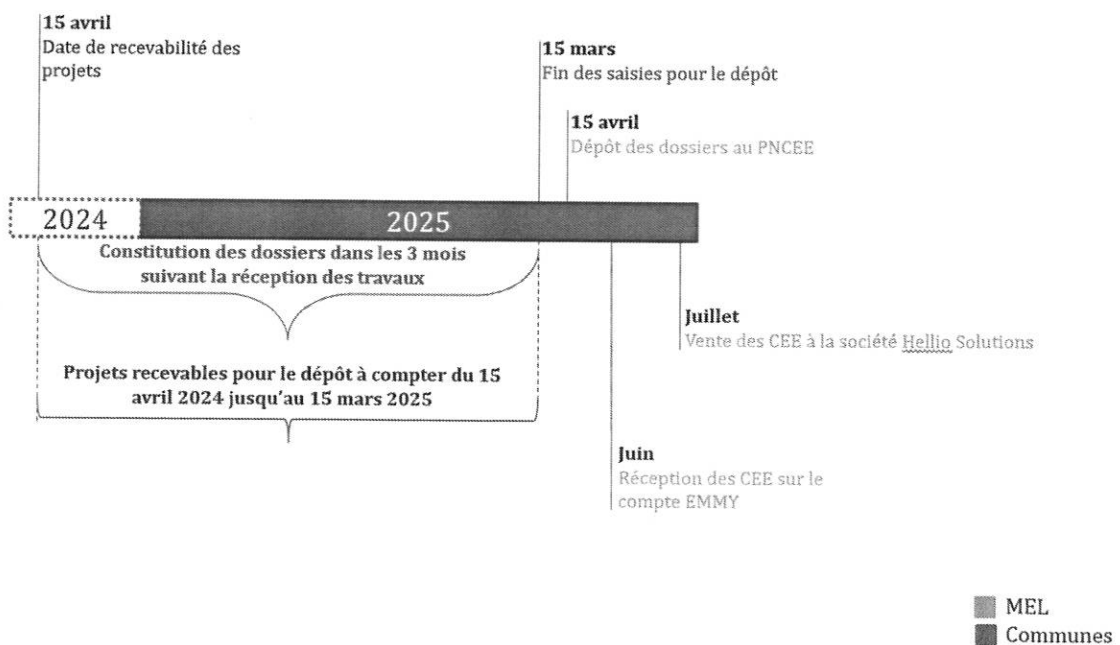 15 avril
Date de recevabilité des
projets
15 mars
Fin des saisies pour le dépôt
15 avril
Dépôt des dossiers au PNCEE
2024
2025
Constitution des dossiers dans les 3 mois
suivant la réception des travaux
Juillet
Vente des CEE à la société Hellio Solutions
Projets recevables pour le dépôt à compter du 15
avril 2024 jusqu'au 15 mars 2025
Juin
Réception des CEE sur le
compte EMMY
MEL
Communes